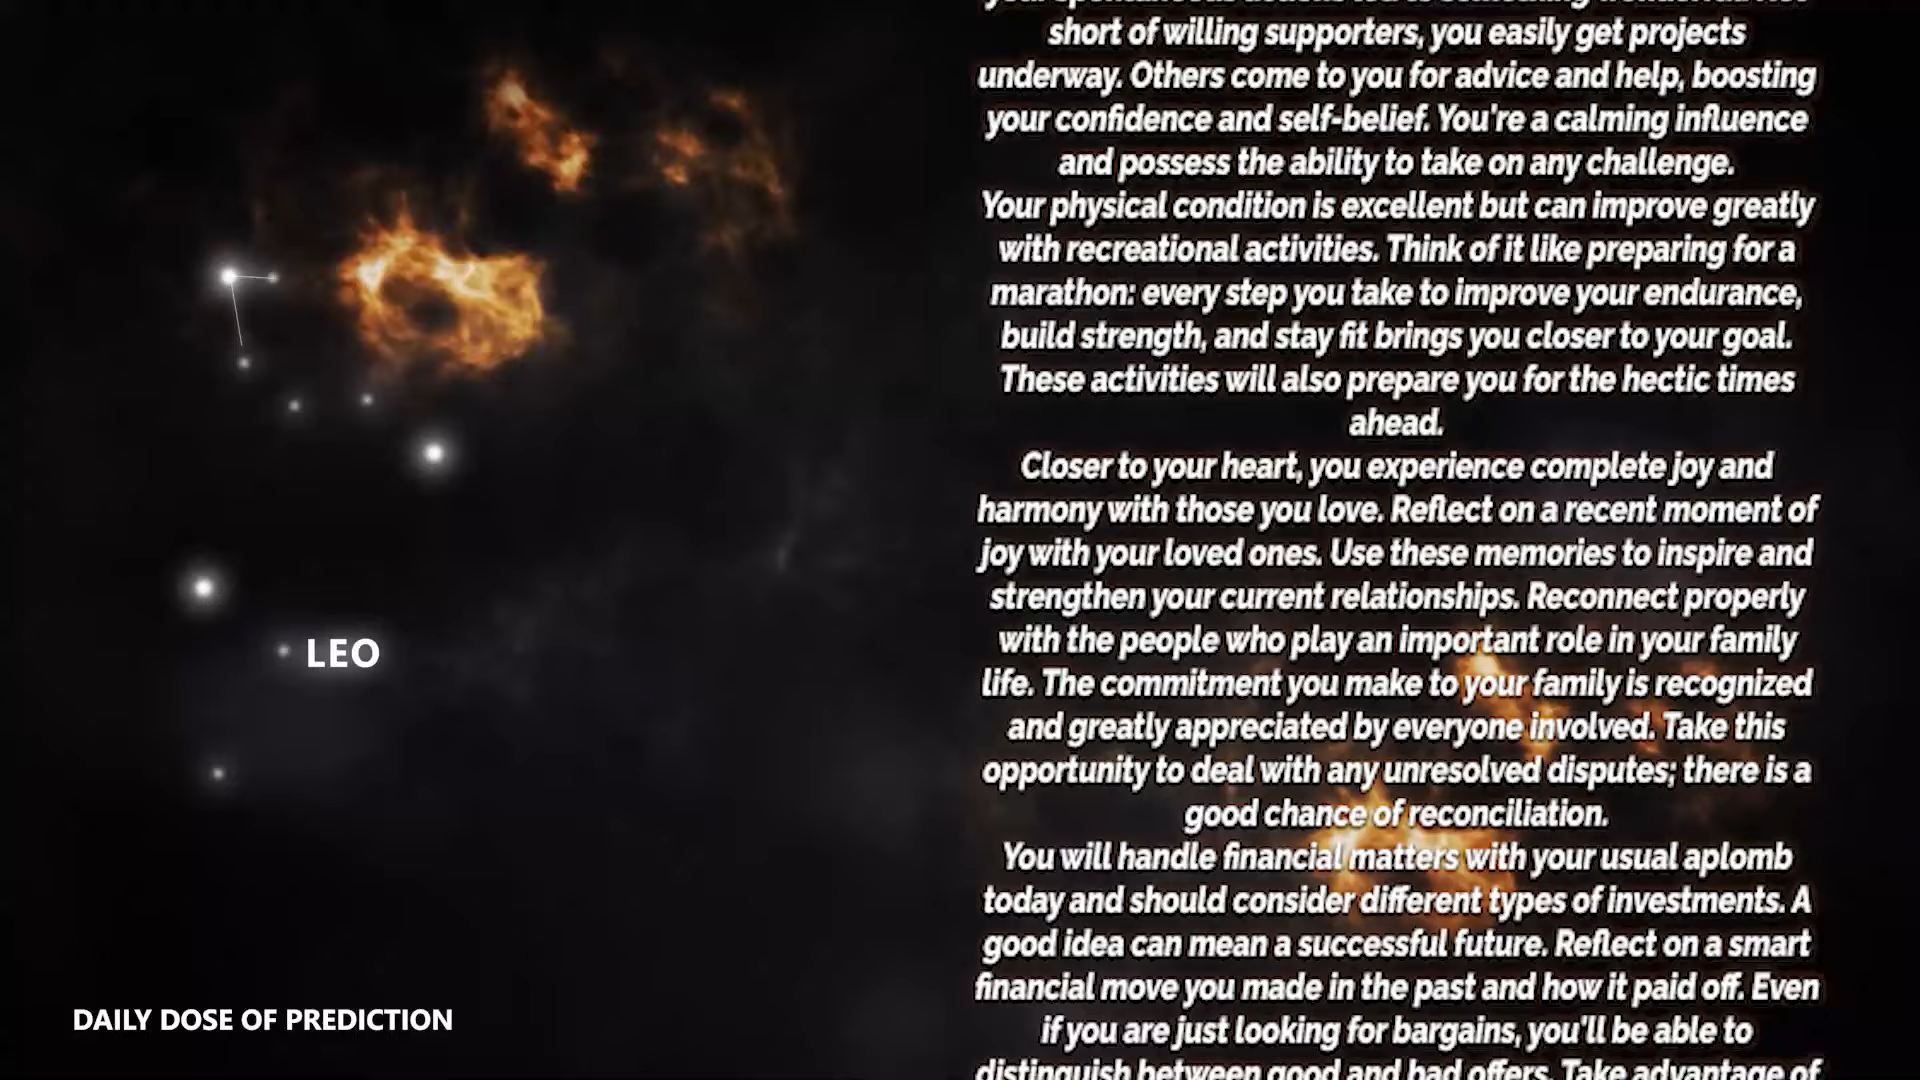 short of willing supporters, you easily get projects
underway. Others come to you for advice and help, boosting
your confidence and self-belief. You're a calming influence
and possess the ability to take on any challenge.
Your physical condition is excellent but can improve greatly
with recreational activities. Think of it like preparing for a
marathon: every step you take to improve your endurance,
build strength, and stay fit brings you closer to your goal.
These activities will also prepare you for the hectic times
ahead.
Closer to your heart, you experience complete joy and
harmony with those you love. Reflect on a recent moment of
joy with your loved ones. Use these memories to inspire and
strengthen your current relationships. Reconnect properly
with the people who play an important role in your family
life. The commitment you make to your family is recognized
and greatly appreciated by everyone involved. Take this
opportunity to deal with any unresolved disputes; there is a
good chance of reconciliation.
You will handle financial matters with your usual aplomb
today and should consider different types of investments. A
good idea can mean a successful future. Reflect on a smart
financial move you made in the past and how it paid off. Even
if you are just looking for bargains, you'll be able to
distinguish between good and bad offers. Take advantage of
LEO
DAILY DOSE OF PREDICTION